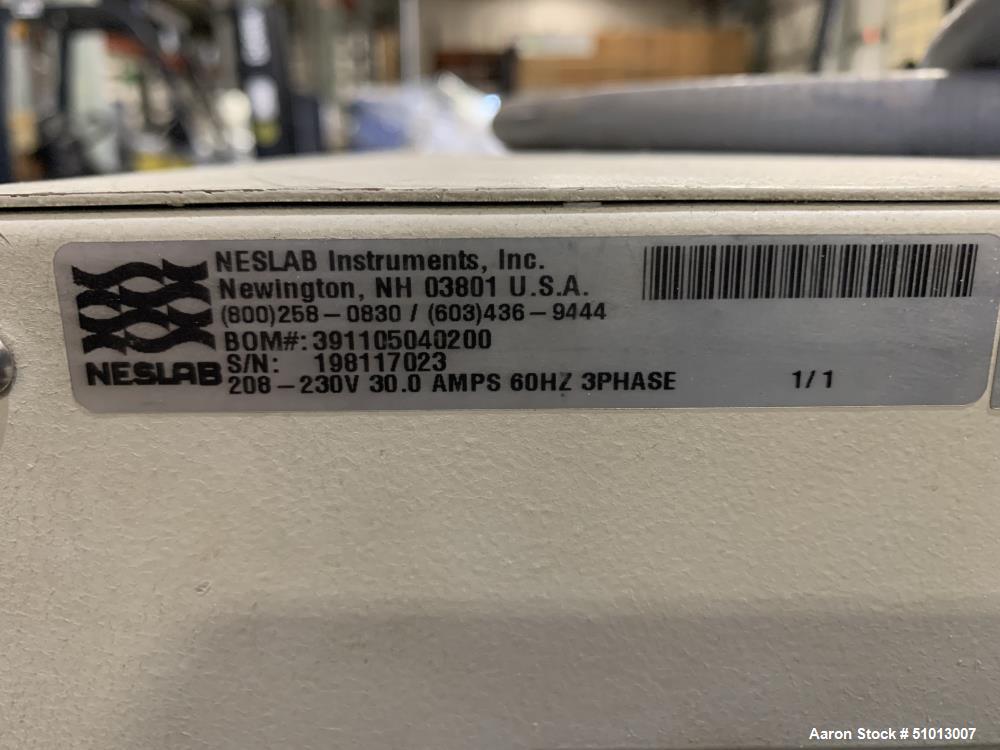 NESLAB Instruments, Inc.
Newington, NH 03801 U.S.A.
(800)258-0830 / (603)436-9444
BOM#: 391105040200
S/N: 198117023
NESLAB
208-230V 30.0 AMPS 60HZ 3PHASE 1/1
Aaron Stock # 51013007